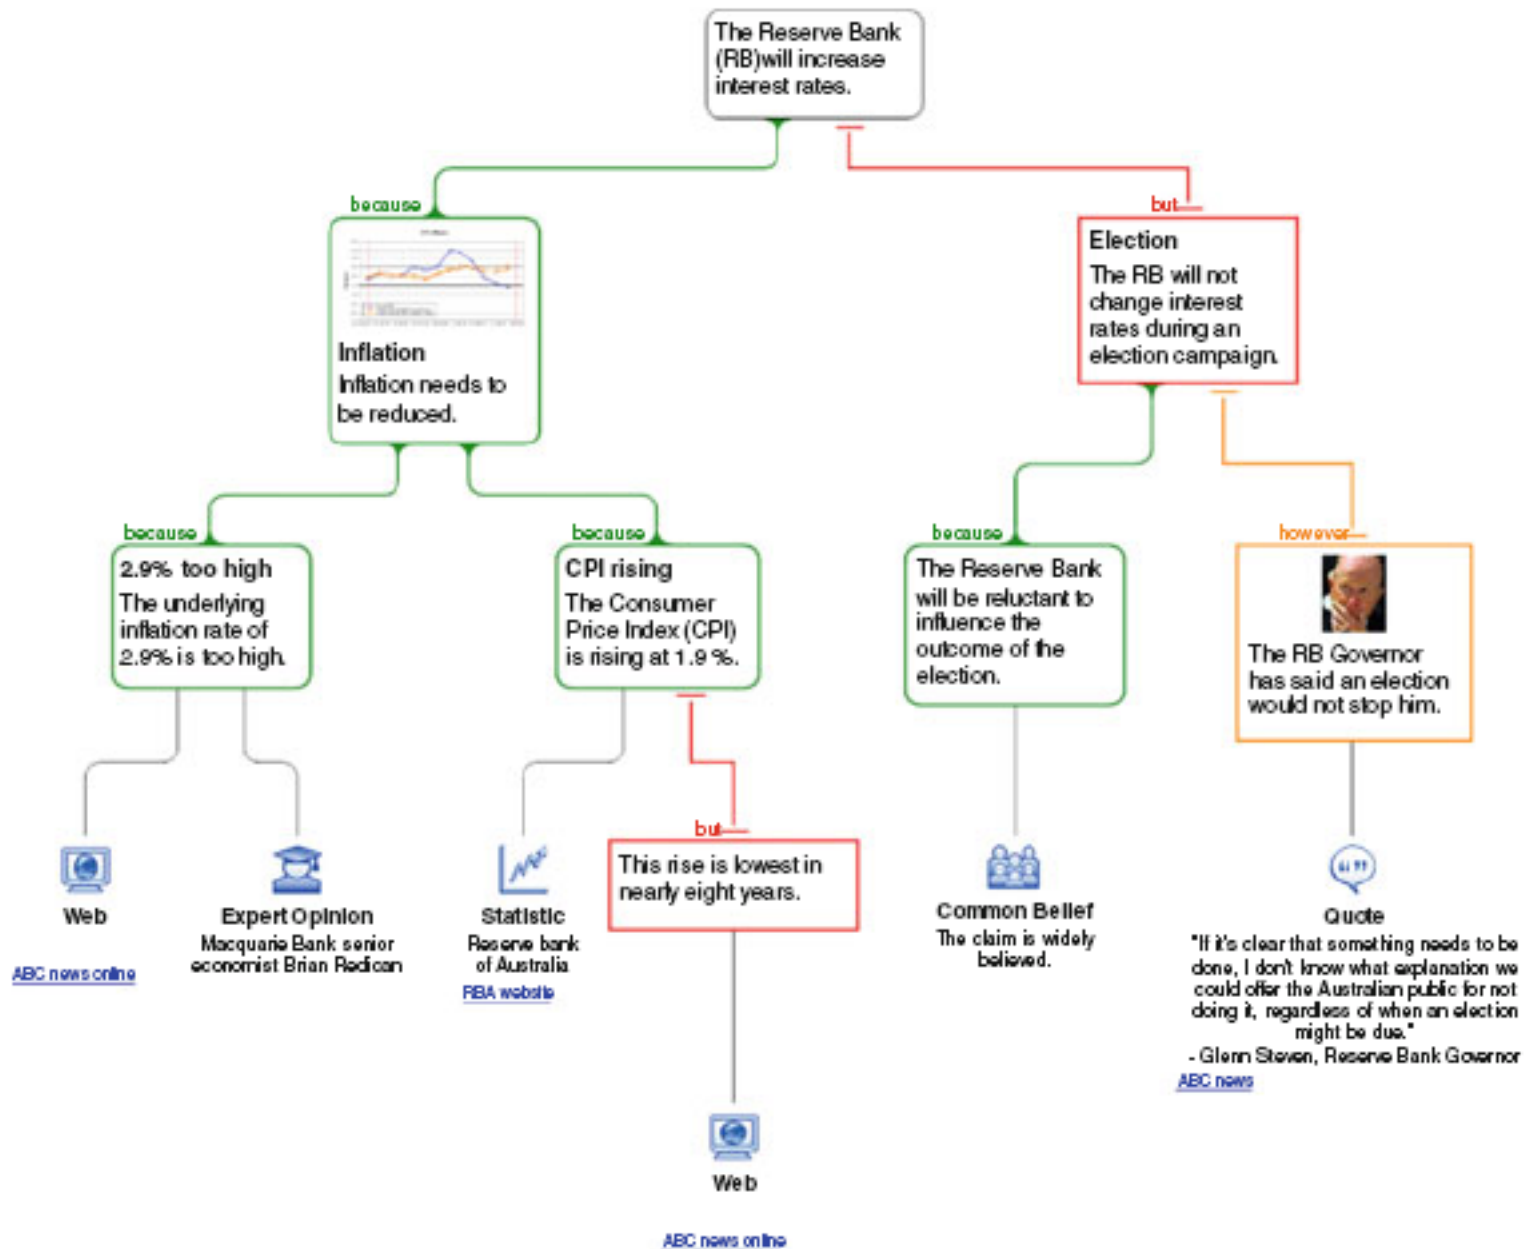 The Reserve Bank
(RB)will increase
interest rates.
because
Inflation
Inflation needs to
be reduced.
but
Election
The RB will not
change interest
rates during an
election campaign.
because
2.9% too high
The underlying
inflation rate of
2.9% is too high.
because
CPI rising
The Consumer
Price Index (CPI)
is rising at 1.9 %.
because
The Reserve Bank
will be reluctant to
influence the
outcome of the
election.
however
The RB Governor
has said an election
would not stop him.
Web
ABC news online
Expert Opinion
Macquarie Bank senior
economist Brian Redican
Statistic
Reserve bank
of Australia
RBA website
but
This rise is lowest in
nearly eight years.
Web
ABC news online
Common Belief
The claim is widely
believed.
Quote
"If it's clear that something needs to be
done, I don't know what explanation we
could offer the Australian public for not
doing it, regardless of when an election
might be due."
- Glenn Steven, Reserve Bank Governor
ABC news